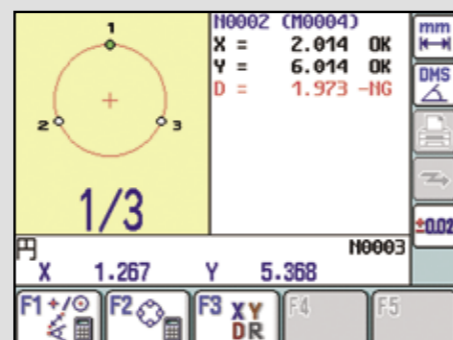 N0002 (M0004)
X = 2.014 OK
Y = 6.014 OK
D = 1.973 -NG
1
2
3
1/3
mm
DMS
±0.02
円
N0003
X 1.267 Y 5.368
F1 +/
F2
F3 XY
DR
F4
F5